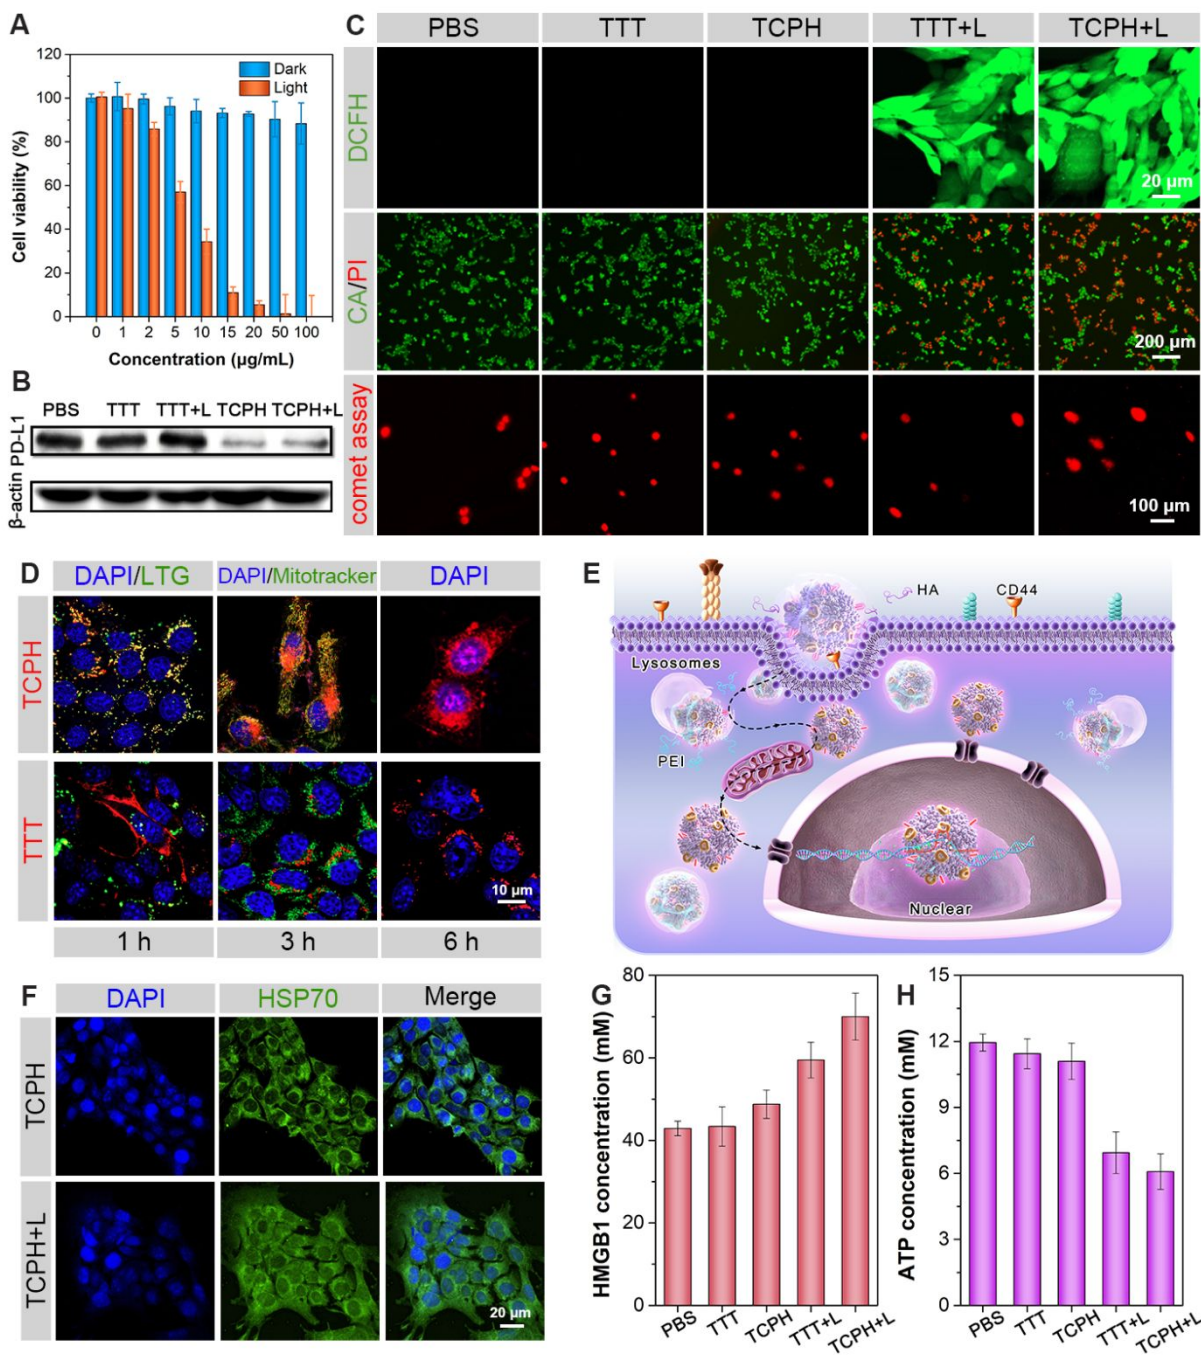 A
Cell viability (%)
120
100
80
60
40
20
0
Dark
Light
0 1 2 5 10 15 20 50 100
Concentration (µg/mL)
B
PBS TTT TTT+L TCPH TCPH+L
PD-L1
β-actin
C
PBS TTT TCPH TTT+L TCPH+L
DCFH
20 µm
CA/PI
200 µm
comet assay
100 µm
D
DAPI/LTG DAPI/Mitotracker DAPI
TCPH
TTT
10 µm
1 h 3 h 6 h
E
HA
CD44
Lysosomes
PEI
Nuclear
F
DAPI HSP70 Merge
TCPH
TCPH+L
20 µm
G
HMGB1 concentration (mM)
80
60
40
20
0
PBS TTT TCPH TTT+L TCPH+L
H
ATP concentration (mM)
15
12
9
6
3
0
PBS TTT TCPH TTT+L TCPH+L